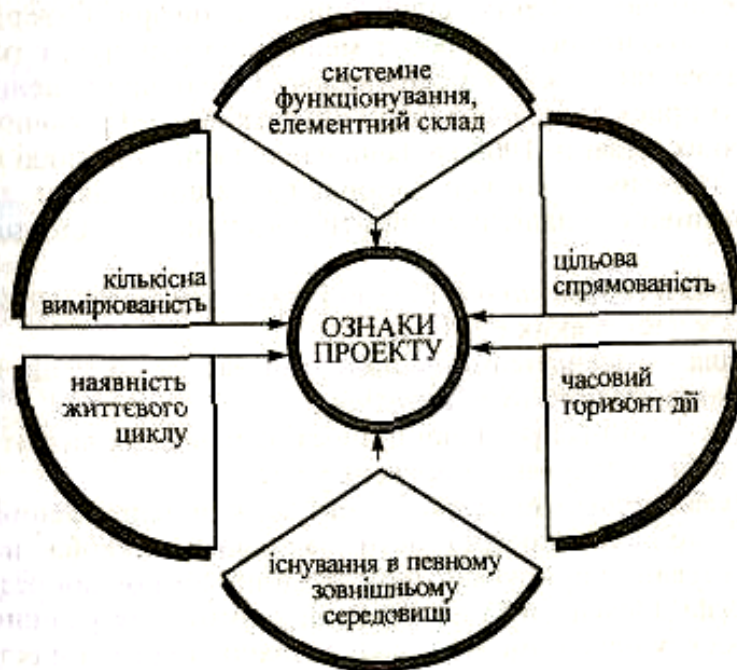 системне
функціонування,
елементний склад
кількісна
вимірюваність
цільова
спрямованість
ОЗНАКИ
ПРОЕКТУ
наявність
життєвого
циклу
часовий
горизонт дії
існування в певному
зовнішньому
середовищі